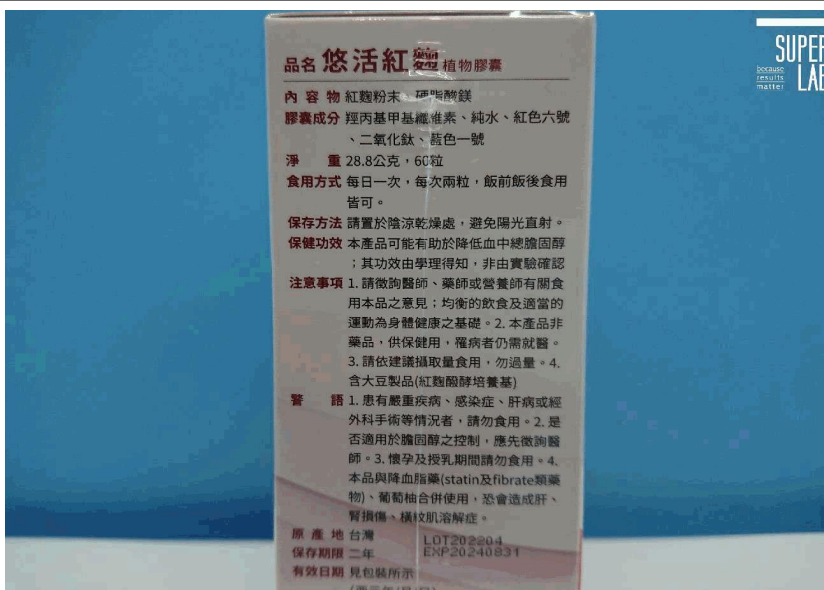 SUPER
LAB
because
results
matter
品名 悠活紅麴 植物膠囊
內容物 紅麴粉末、硬脂酸鎂
膠囊成分 羥丙基甲基纖維素、純水、紅色六號
、二氧化鈦、藍色一號
淨重 28.8公克,60粒
食用方式 每日一次,每次兩粒,飯前飯後食用
皆可。
保存方法 請置於陰涼乾燥處,避免陽光直射。
保健功效 本產品可能有助於降低血中總膽固醇
;其功效由學理得知,非由實驗確認
注意事項 1.請徵詢醫師、藥師或營養師有關食
用本品之意見;均衡的飲食及適當的
運動為身體健康之基礎。2.本產品非
藥品,供保健用,罹病者仍需就醫。
3.請依建議攝取量食用,勿過量。4.
含大豆製品(紅麴醱酵培養基)
警語 1.患有嚴重疾病、感染症、肝病或經
外科手術等情況者,請勿食用。2.是
否適用於膽固醇之控制,應先徵詢醫
師。3.懷孕及授乳期間請勿食用。4.
本品與降血脂藥(statin及fibrate類藥
物)、葡萄柚合併使用,恐會造成肝、
腎損傷、橫紋肌溶解症。
原產地 台灣
LOT202204
保存期限 二年
EXP20240831
有效日期 見包裝所示